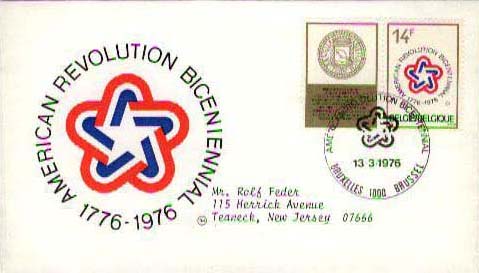 AMERICAN REVOLUTION BICENTENNIAL
1776-1976
14F
AMERICAN REVOLUTION BICENTENNIAL
1776-1976
BELGIË BELGIQUE
AMERICAN REVOLUTION BICENTENNIAL
13 3 1976
BRUXELLES 1000 BRUSSEL
Mr. Rolf Feder
115 Herrick Avenue
Teaneck, New Jersey 07666